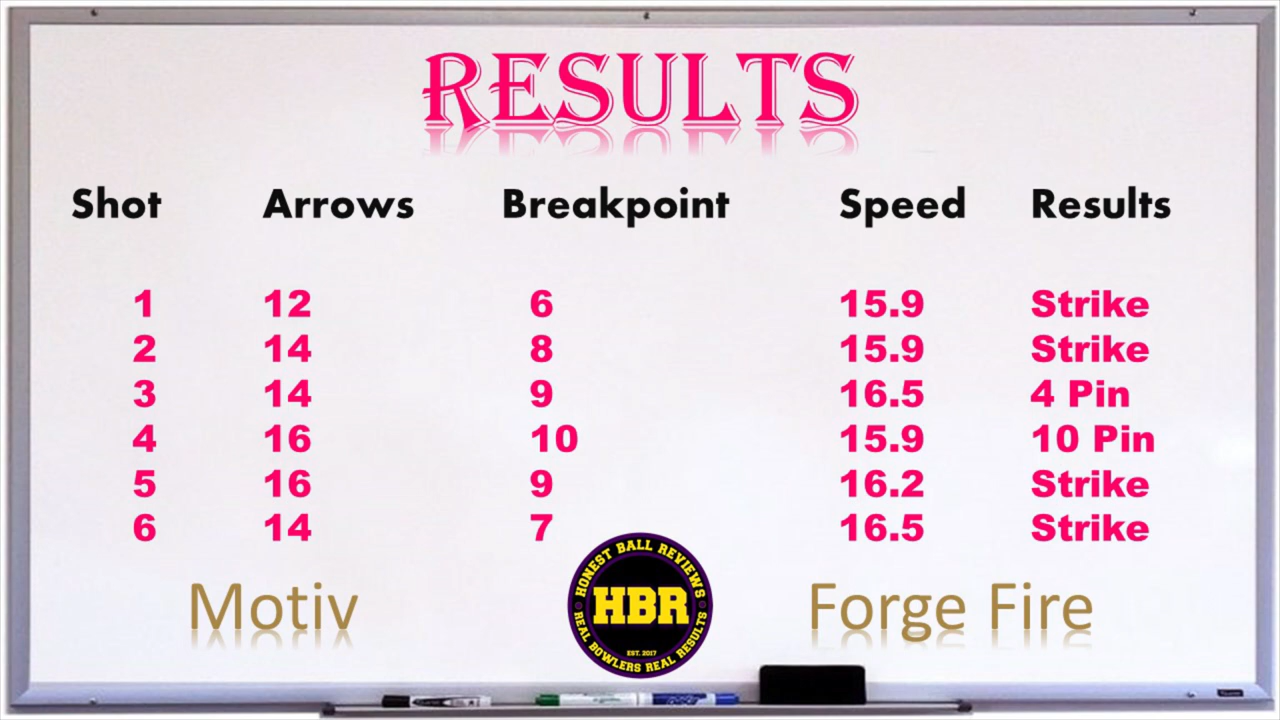 RESULTS
Shot Arrows Breakpoint Speed Results
1 12 6 15.9 Strike
2 14 8 15.9 Strike
3 14 9 16.5 4 Pin
4 16 10 15.9 10 Pin
5 16 9 16.2 Strike
6 14 7 16.5 Strike
Motiv
HONEST BALL REVIEWS
HBR
EST. 2017
REAL BOWLERS REAL RESULTS
Forge Fire